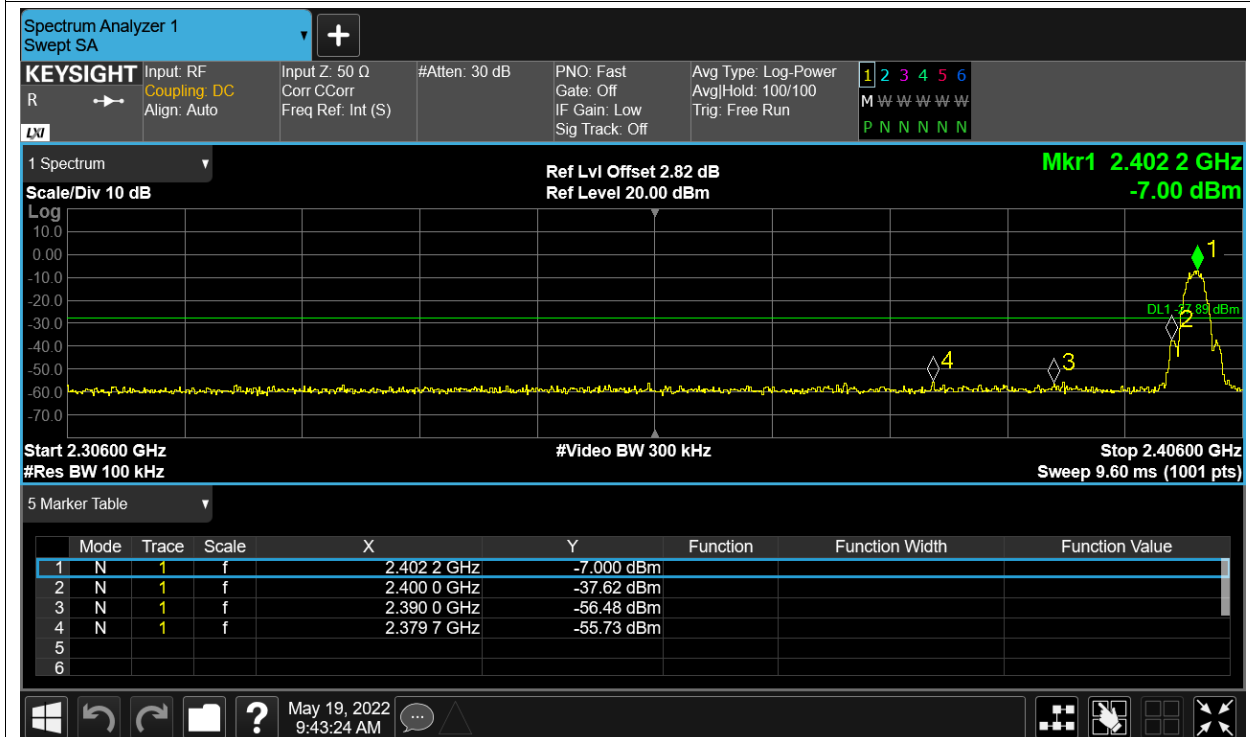 Spectrum Analyzer 1
Swept SA
KEYSIGHT
R
LXI
Input: RF
Coupling: DC
Align: Auto
Input Z: 50 Ω
Corr CCorr
Freq Ref: Int (S)
#Atten: 30 dB
PNO: Fast
Gate: Off
IF Gain: Low
Sig Track: Off
Avg Type: Log-Power
Avg|Hold: 100/100
Trig: Free Run
1 2 3 4 5 6
M W W W W W
P N N N N N
1 Spectrum
Scale/Div 10 dB
Ref Lvl Offset 2.82 dB
Ref Level 20.00 dBm
Mkr1 2.402 2 GHz
-7.00 dBm
Log
10.0
0.00
-10.0
-20.0
-30.0
-40.0
-50.0
-60.0
-70.0
1
DL1 -27.89 dBm
2
4
3
Start 2.30600 GHz
#Video BW 300 kHz
Stop 2.40600 GHz
#Res BW 100 kHz
Sweep 9.60 ms (1001 pts)
5 Marker Table
Mode Trace Scale X Y Function Function Width Function Value
1 N 1 f 2.402 2 GHz -7.000 dBm
2 N 1 f 2.400 0 GHz -37.62 dBm
3 N 1 f 2.390 0 GHz -56.48 dBm
4 N 1 f 2.379 7 GHz -55.73 dBm
5
6
?
May 19, 2022
9:43:24 AM